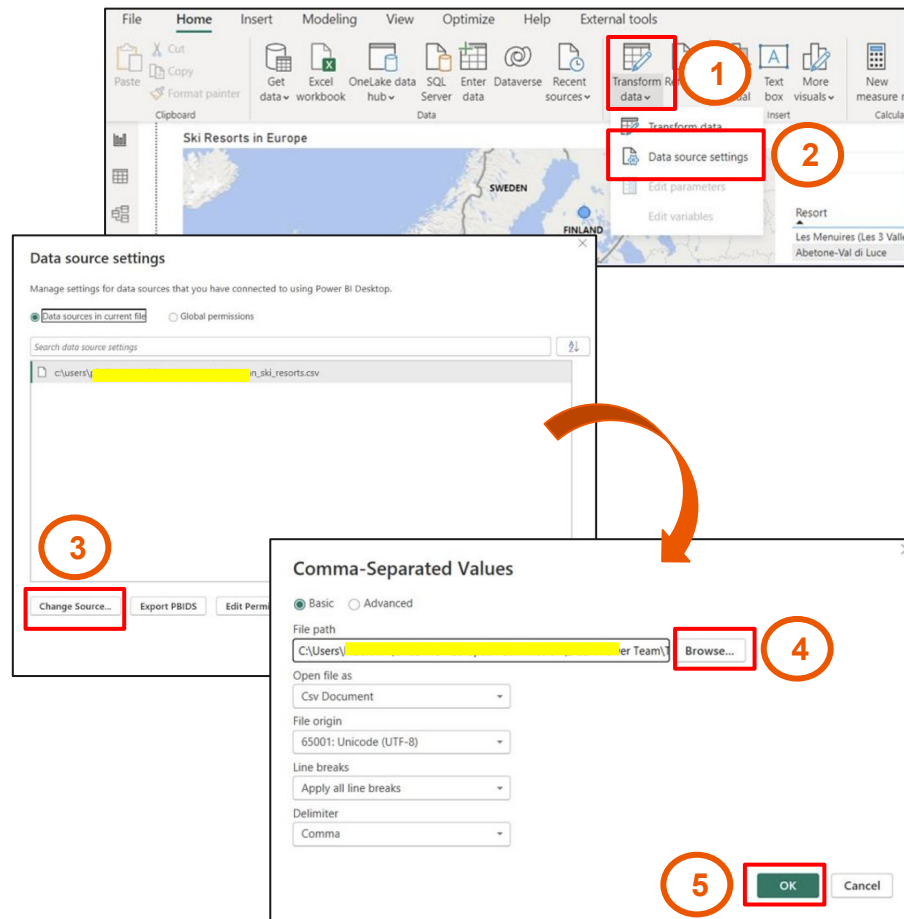 File Home Insert Modeling View Optimize Help External tools
Paste
Cut
Copy
Format painter
Get data
Excel workbook
OneLake data hub
SQL Server
Enter data
Dataverse
Recent sources
Transform data
1
Text box
More visuals
New
measure
Clipboard
Data
Insert
Calcula
Transform data
Data source settings
2
Edit parameters
Edit variables
Ski Resorts in Europe
SWEDEN
FINLAND
Resort
Les Menuires (Les 3 Valle
Abetone-Val di Luce
Data source settings
Manage settings for data sources that you have connected to using Power BI Desktop.
Data sources in current file Global permissions
Search data source settings
c:\users\ n_ski_resorts.csv
3
Change Source... Export PBIDS Edit Permi
Comma-Separated Values
Basic Advanced
File path
C:\Users\ er Team\T
Browse...
4
Open file as
Csv Document
File origin
65001: Unicode (UTF-8)
Line breaks
Apply all line breaks
Delimiter
Comma
5
OK Cancel